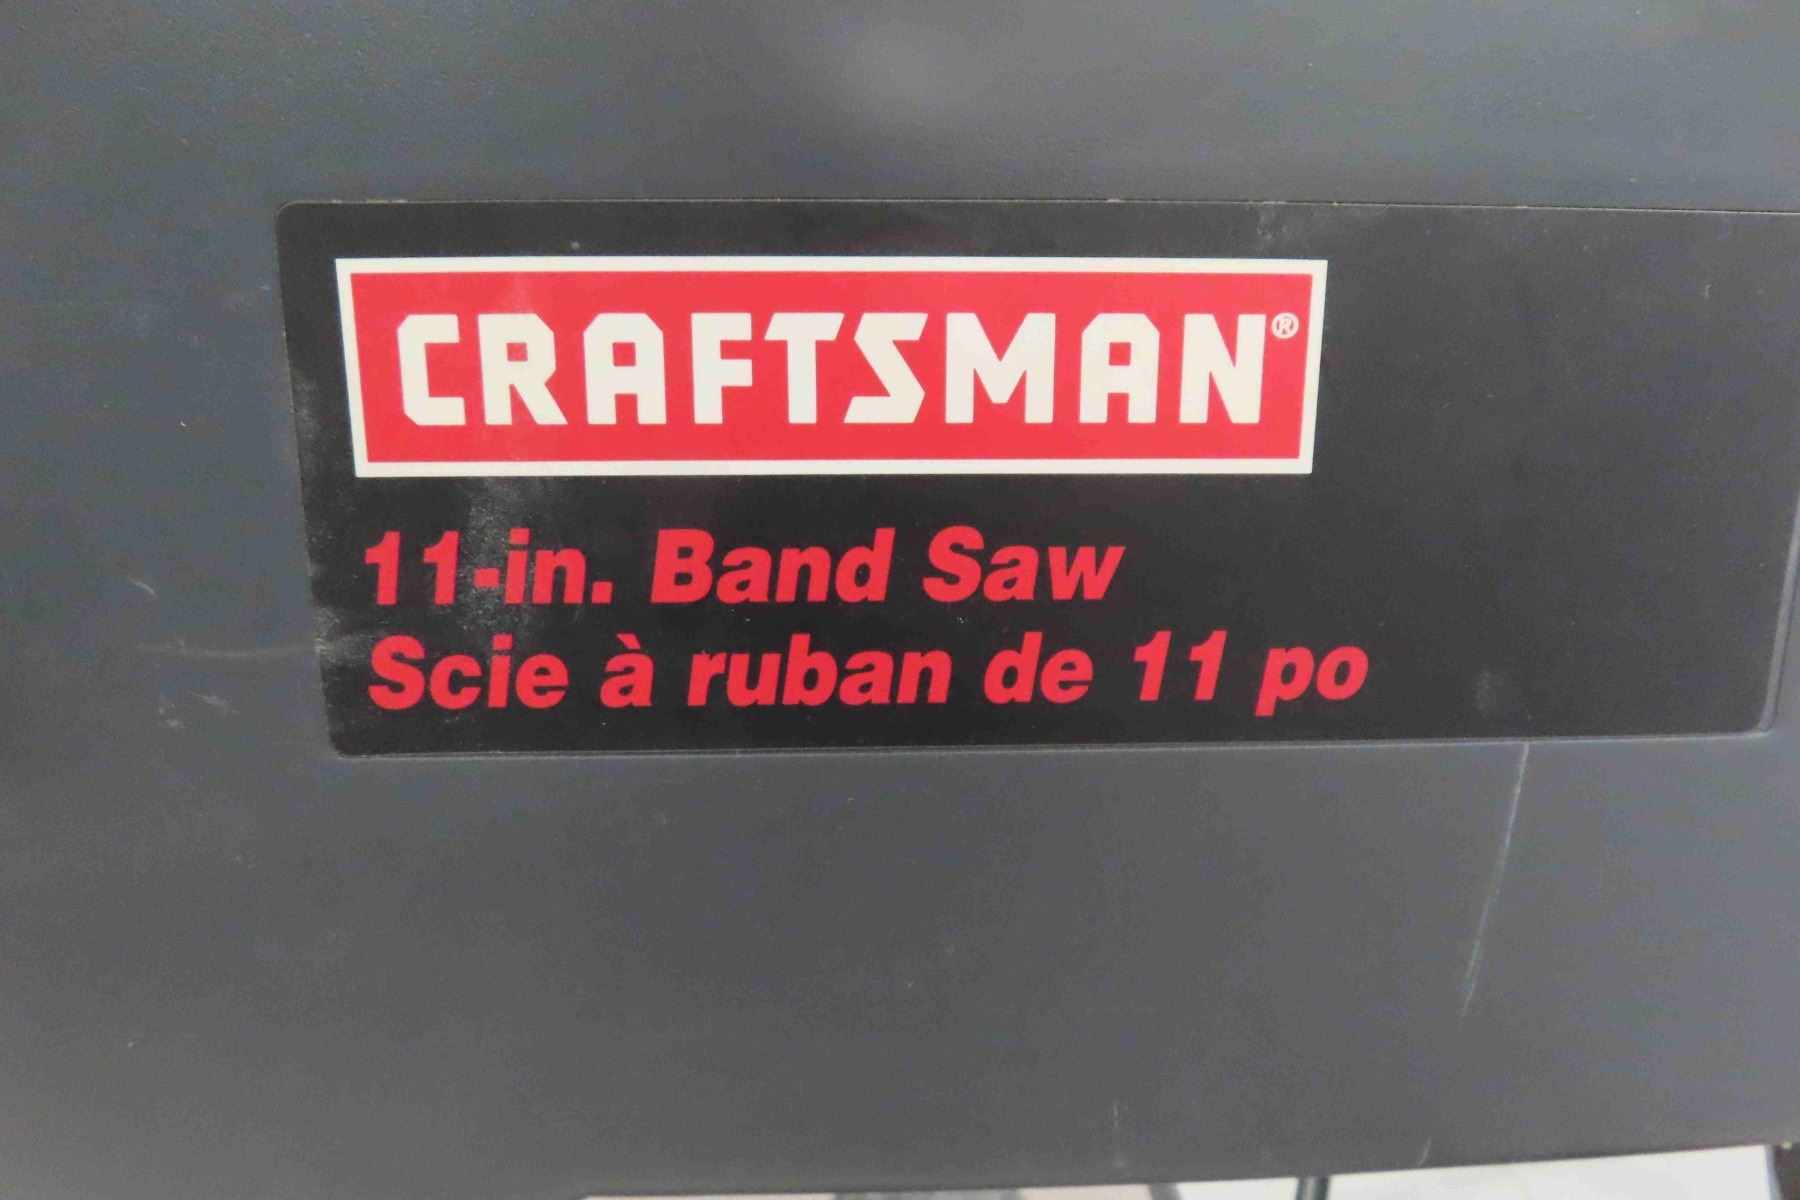 CRAFTSMAN®
11-in. Band Saw
Scie à ruban de 11 po